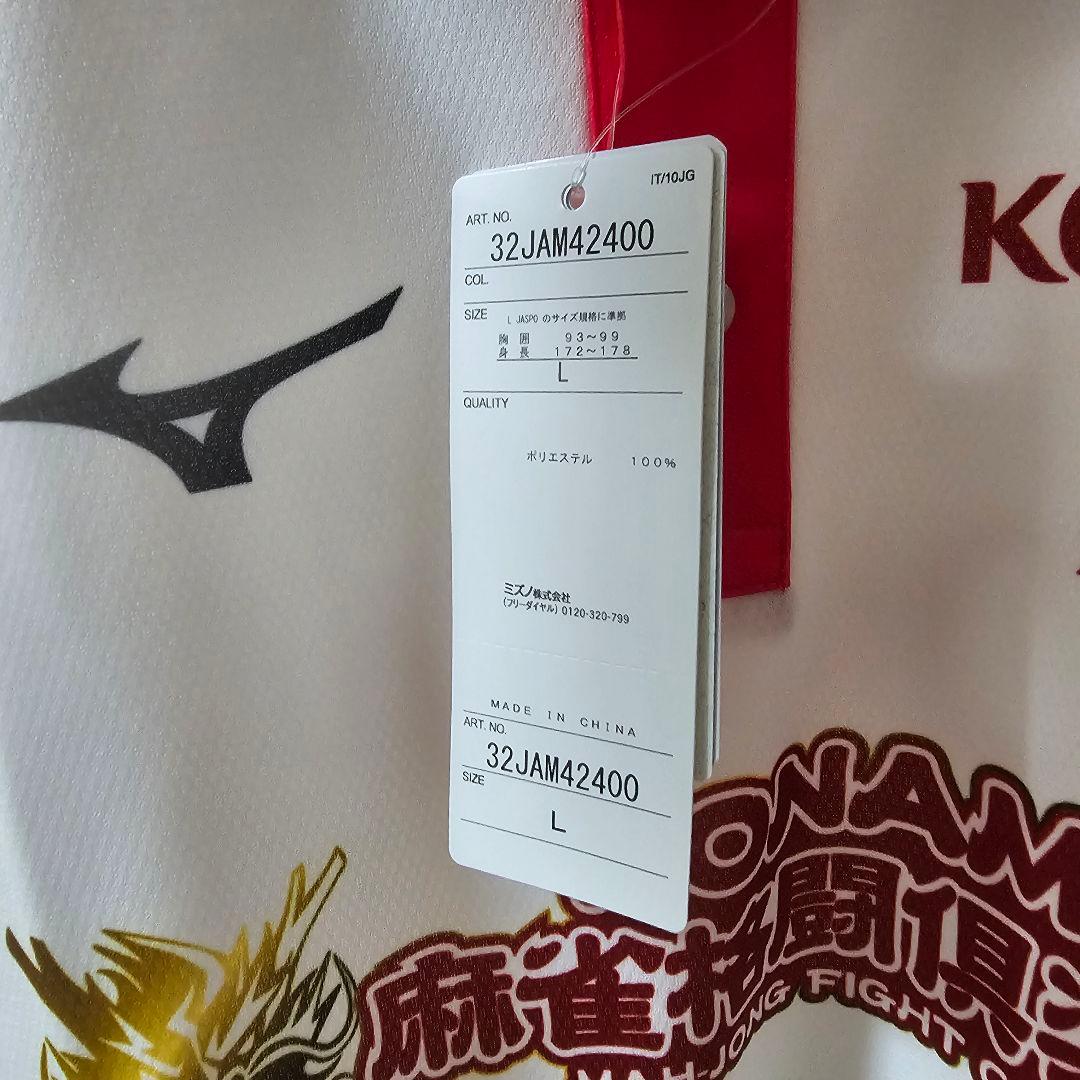 IT/10JG
ART. NO.
32JAM42400
COL.
SIZE
L JASPO のサイズ規格に準拠
胸 囲 93～99
身 長 172～178
L
QUALITY
ポリエステル 100%
ミズノ株式会社
(フリーダイヤル) 0120-320-799
MADE IN CHINA
ART. NO.
32JAM42400
SIZE
L
KO
ONAM
麻雀格闘倶
MAH-JONG FIGHT